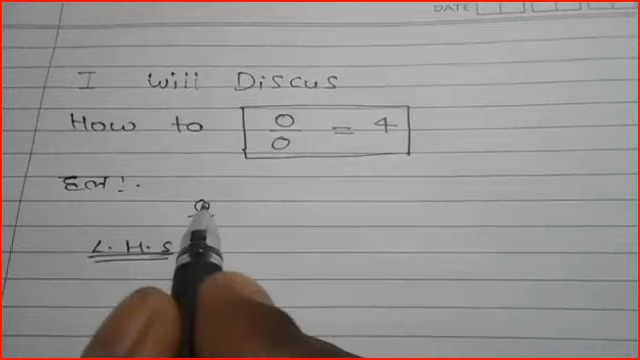 DATE
I will Discus
How to 0/0 = 4
हल :-
L.H.S